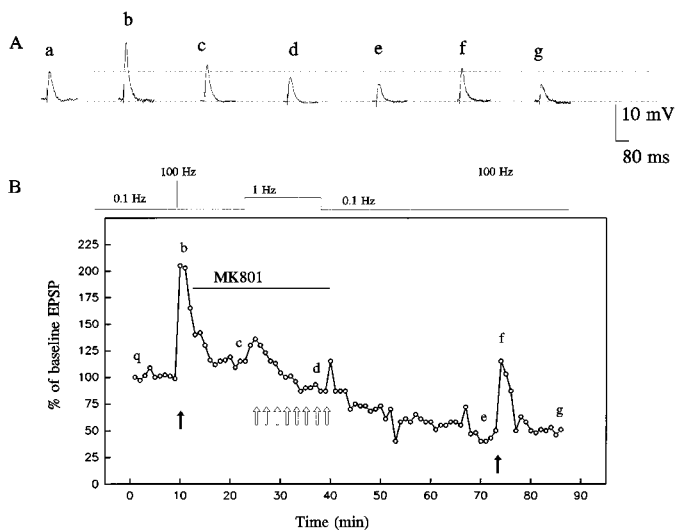 A
a b c d e f g
10 mV
80 ms
B
0.1 Hz 100 Hz 1 Hz 0.1 Hz 100 Hz
% of baseline EPSP
225
200
175
150
125
100
75
50
25
0
q b c d e f g
MK801
0 10 20 30 40 50 60 70 80 90
Time (min)